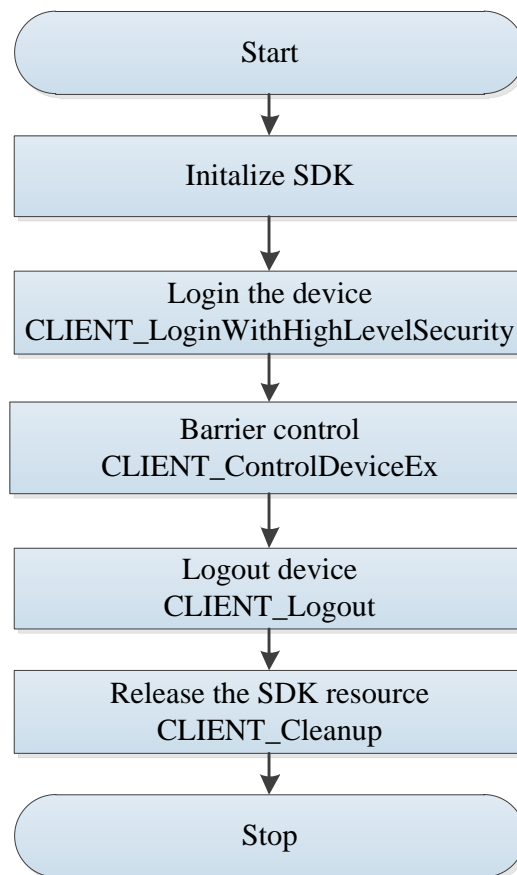 Start
Initalize SDK
Login the device
CLIENT_LoginWithHighLevelSecurity
Barrier control
CLIENT_ControlDeviceEx
Logout device
CLIENT_Logout
Release the SDK resource
CLIENT_Cleanup
Stop